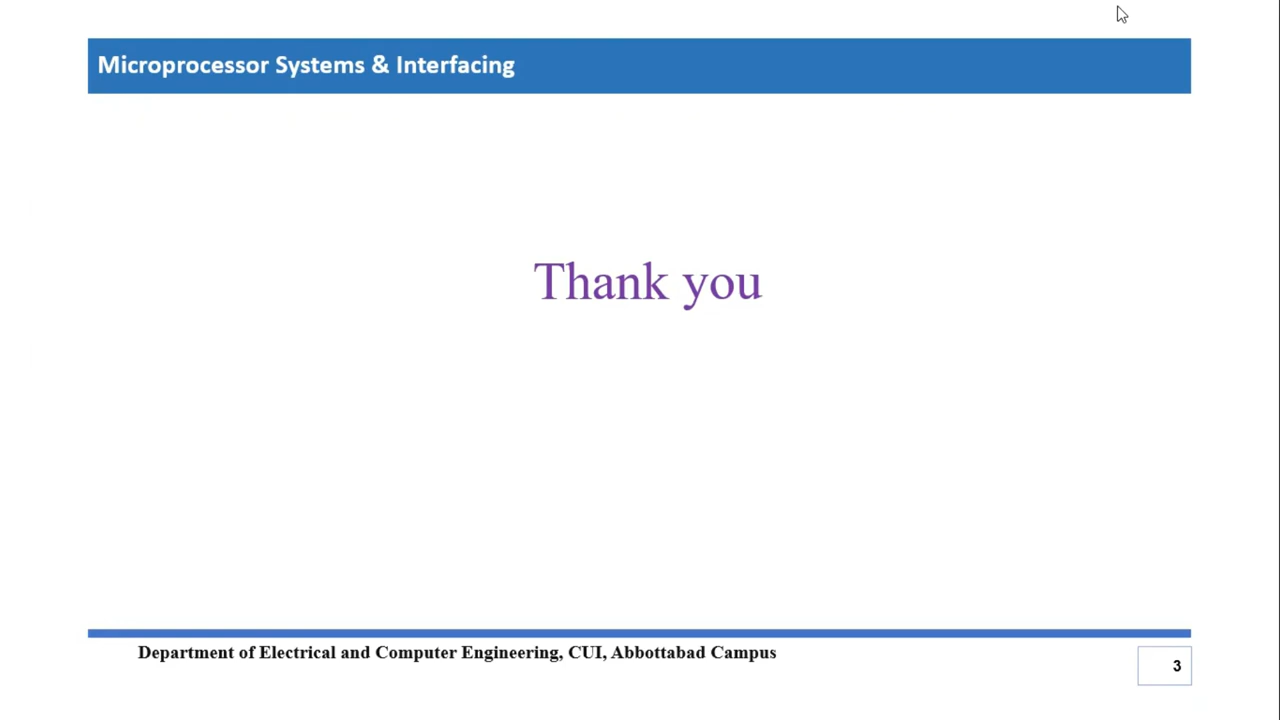 Microprocessor Systems & Interfacing
Thank you
Department of Electrical and Computer Engineering, CUI, Abbottabad Campus
3